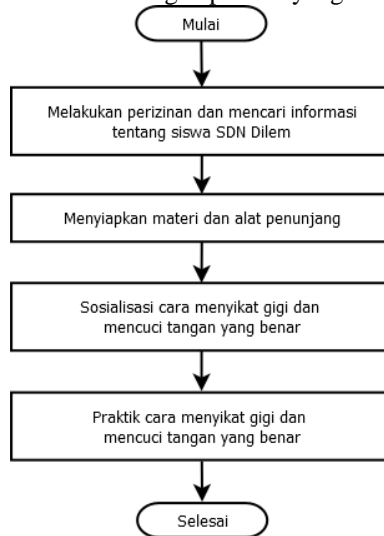 Mulai
Melakukan perizinan dan mencari informasi
tentang siswa SDN Dilem
Menyiapkan materi dan alat penunjang
Sosialisasi cara menyikat gigi dan
mencuci tangan yang benar
Praktik cara menyikat gigi dan
mencuci tangan yang benar
Selesai